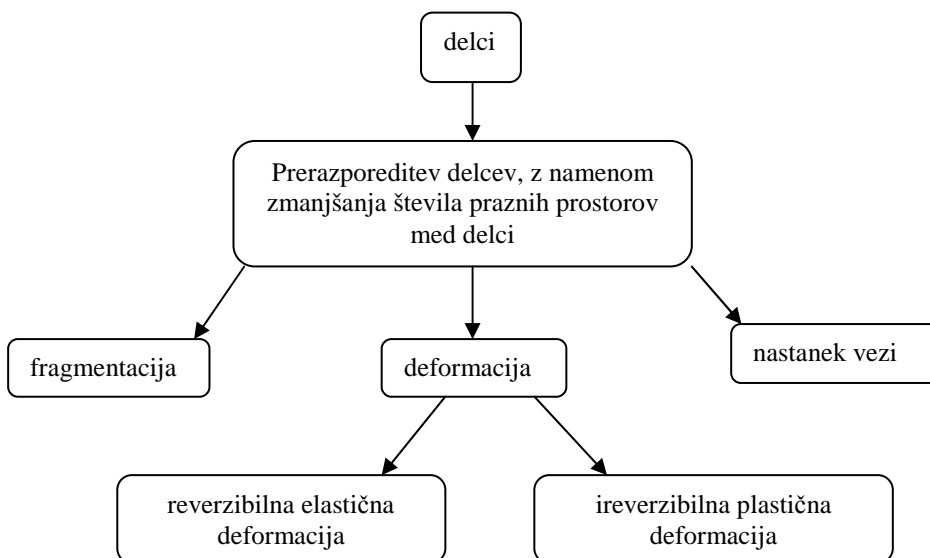 delci
Prerazporeditev delcev, z namenom
zmanjšanja števila praznih prostorov
med delci
fragmentacija
deformacija
nastanek vezi
reverzibilna elastična
deformacija
ireverzibilna plastična
deformacija